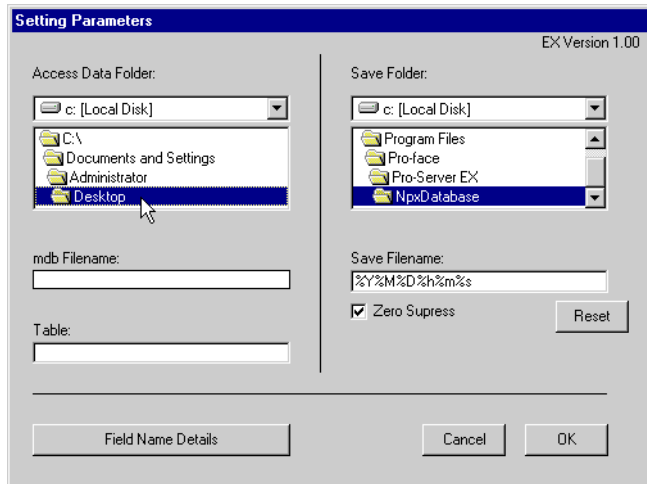 Setting Parameters
EX Version 1.00
Access Data Folder:
c: [Local Disk]
C:\
Documents and Settings
Administrator
Desktop
mdb Filename:
Table:
Save Folder:
c: [Local Disk]
Program Files
Pro-face
Pro-Server EX
NpxDatabase
Save Filename:
%Y%M%D%h%m%s
Zero Supress
Reset
Field Name Details
Cancel
OK